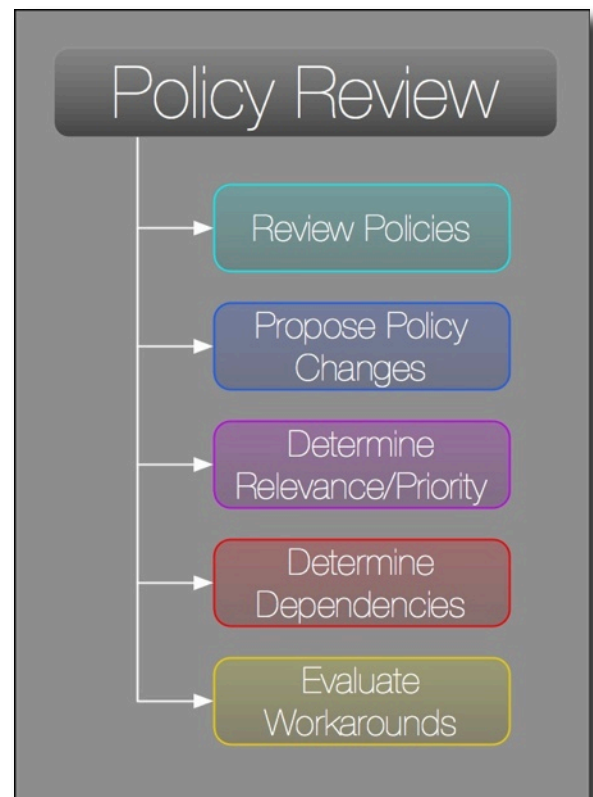 Policy Review
Review Policies
Propose Policy
Changes
Determine
Relevance/Priority
Determine
Dependencies
Evaluate
Workarounds